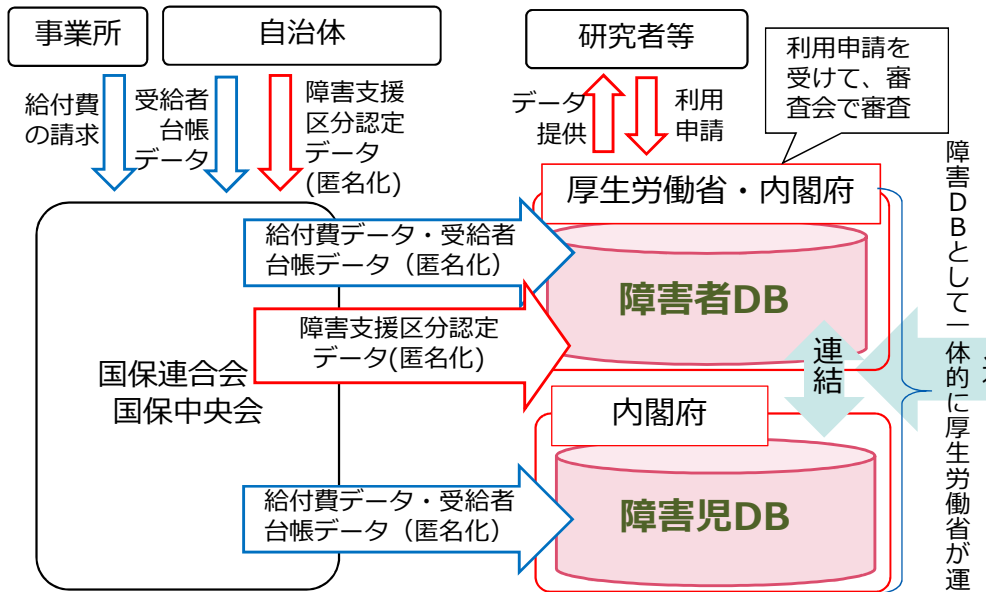 事業所
自治体
研究者等
利用申請を
受けて、審
査会で審査
給付費
の請求
受給者
台帳
データ
障害支援
区分認定
データ
(匿名化)
データ
提供
利用
申請
厚生労働省・内閣府
給付費データ・受給者
台帳データ（匿名化）
障害者DB
障害支援区分認定
データ(匿名化)
国保連合会
国保中央会
連結
内閣府
給付費データ・受給者
台帳データ（匿名化）
障害児DB
障害DBとして一体的に厚生労働省が運